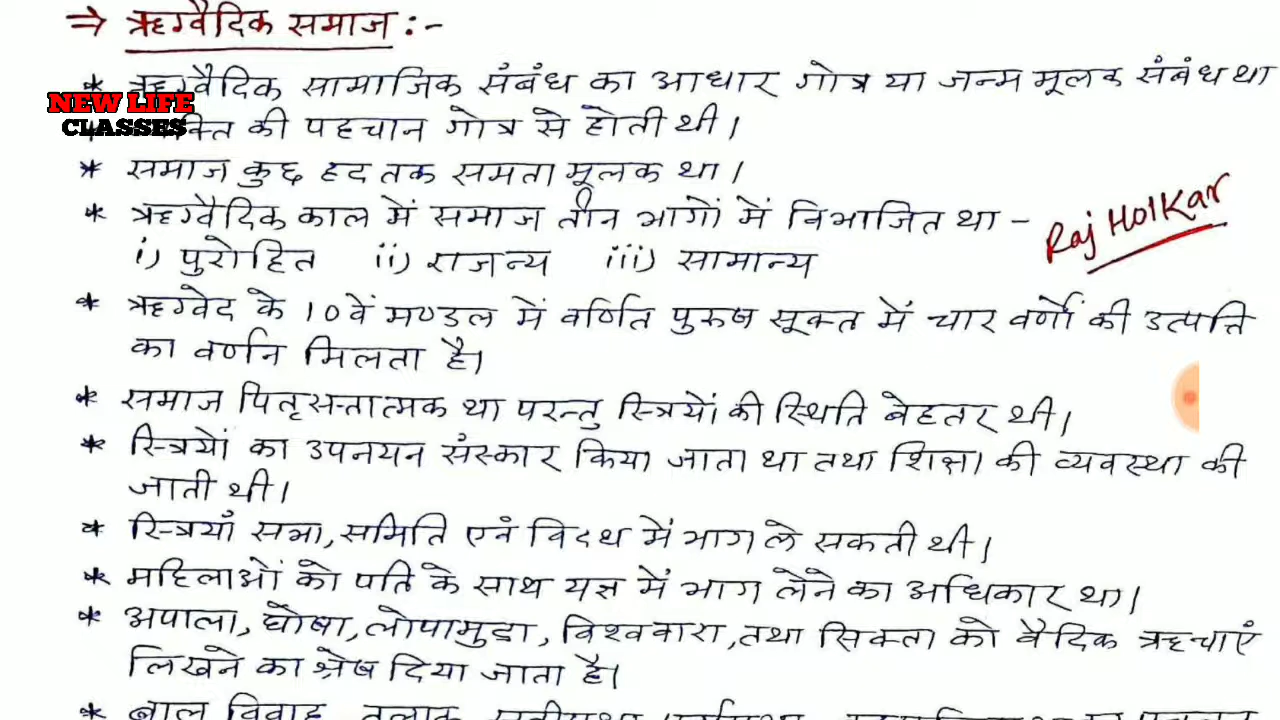 ⇒ ऋग्वैदिक समाज :-
* ऋग्वैदिक सामाजिक संबंध का आधार गोत्र या जन्म मूलक संबंध था
NEW LIFE
CLASSES
की पहचान गोत्र से होती थी।
* समाज कुछ हद तक समता मूलक था।
* ऋग्वैदिक काल में समाज तीन भागों में विभाजित था -
Raj Holkar
i) पुरोहित ii) राजन्य iii) सामान्य
* ऋग्वेद के 10वें मण्डल में वर्णित पुरुष सूक्त में चार वर्णों की उत्पत्ति
का वर्णन मिलता है।
* समाज पितृसत्तात्मक था परन्तु स्त्रियों की स्थिति बेहतर थी।
* स्त्रियों का उपनयन संस्कार किया जाता था तथा शिक्षा की व्यवस्था की
जाती थी।
* स्त्रियाँ सभा, समिति एवं विदथ में भाग ले सकती थी।
* महिलाओं को पति के साथ यज्ञ में भाग लेने का अधिकार था।
* अपाला, घोषा, लोपामुद्रा, विश्ववारा, तथा सिक्ता को वैदिक ऋचाएं
लिखने का श्रेष दिया जाता है।
* बाल विवाह, तलाक,